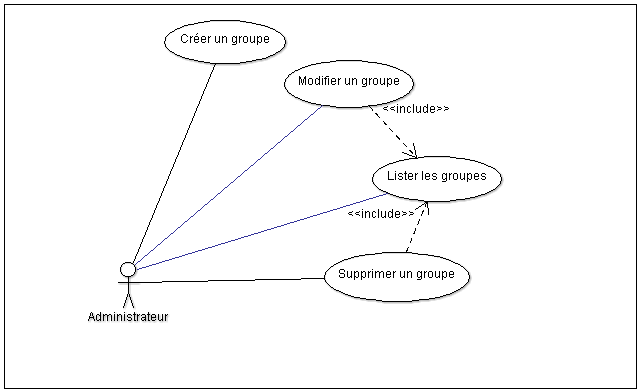 Créer un groupe
Modifier un groupe
<<include>>
Lister les groupes
<<include>>
Supprimer un groupe
Administrateur